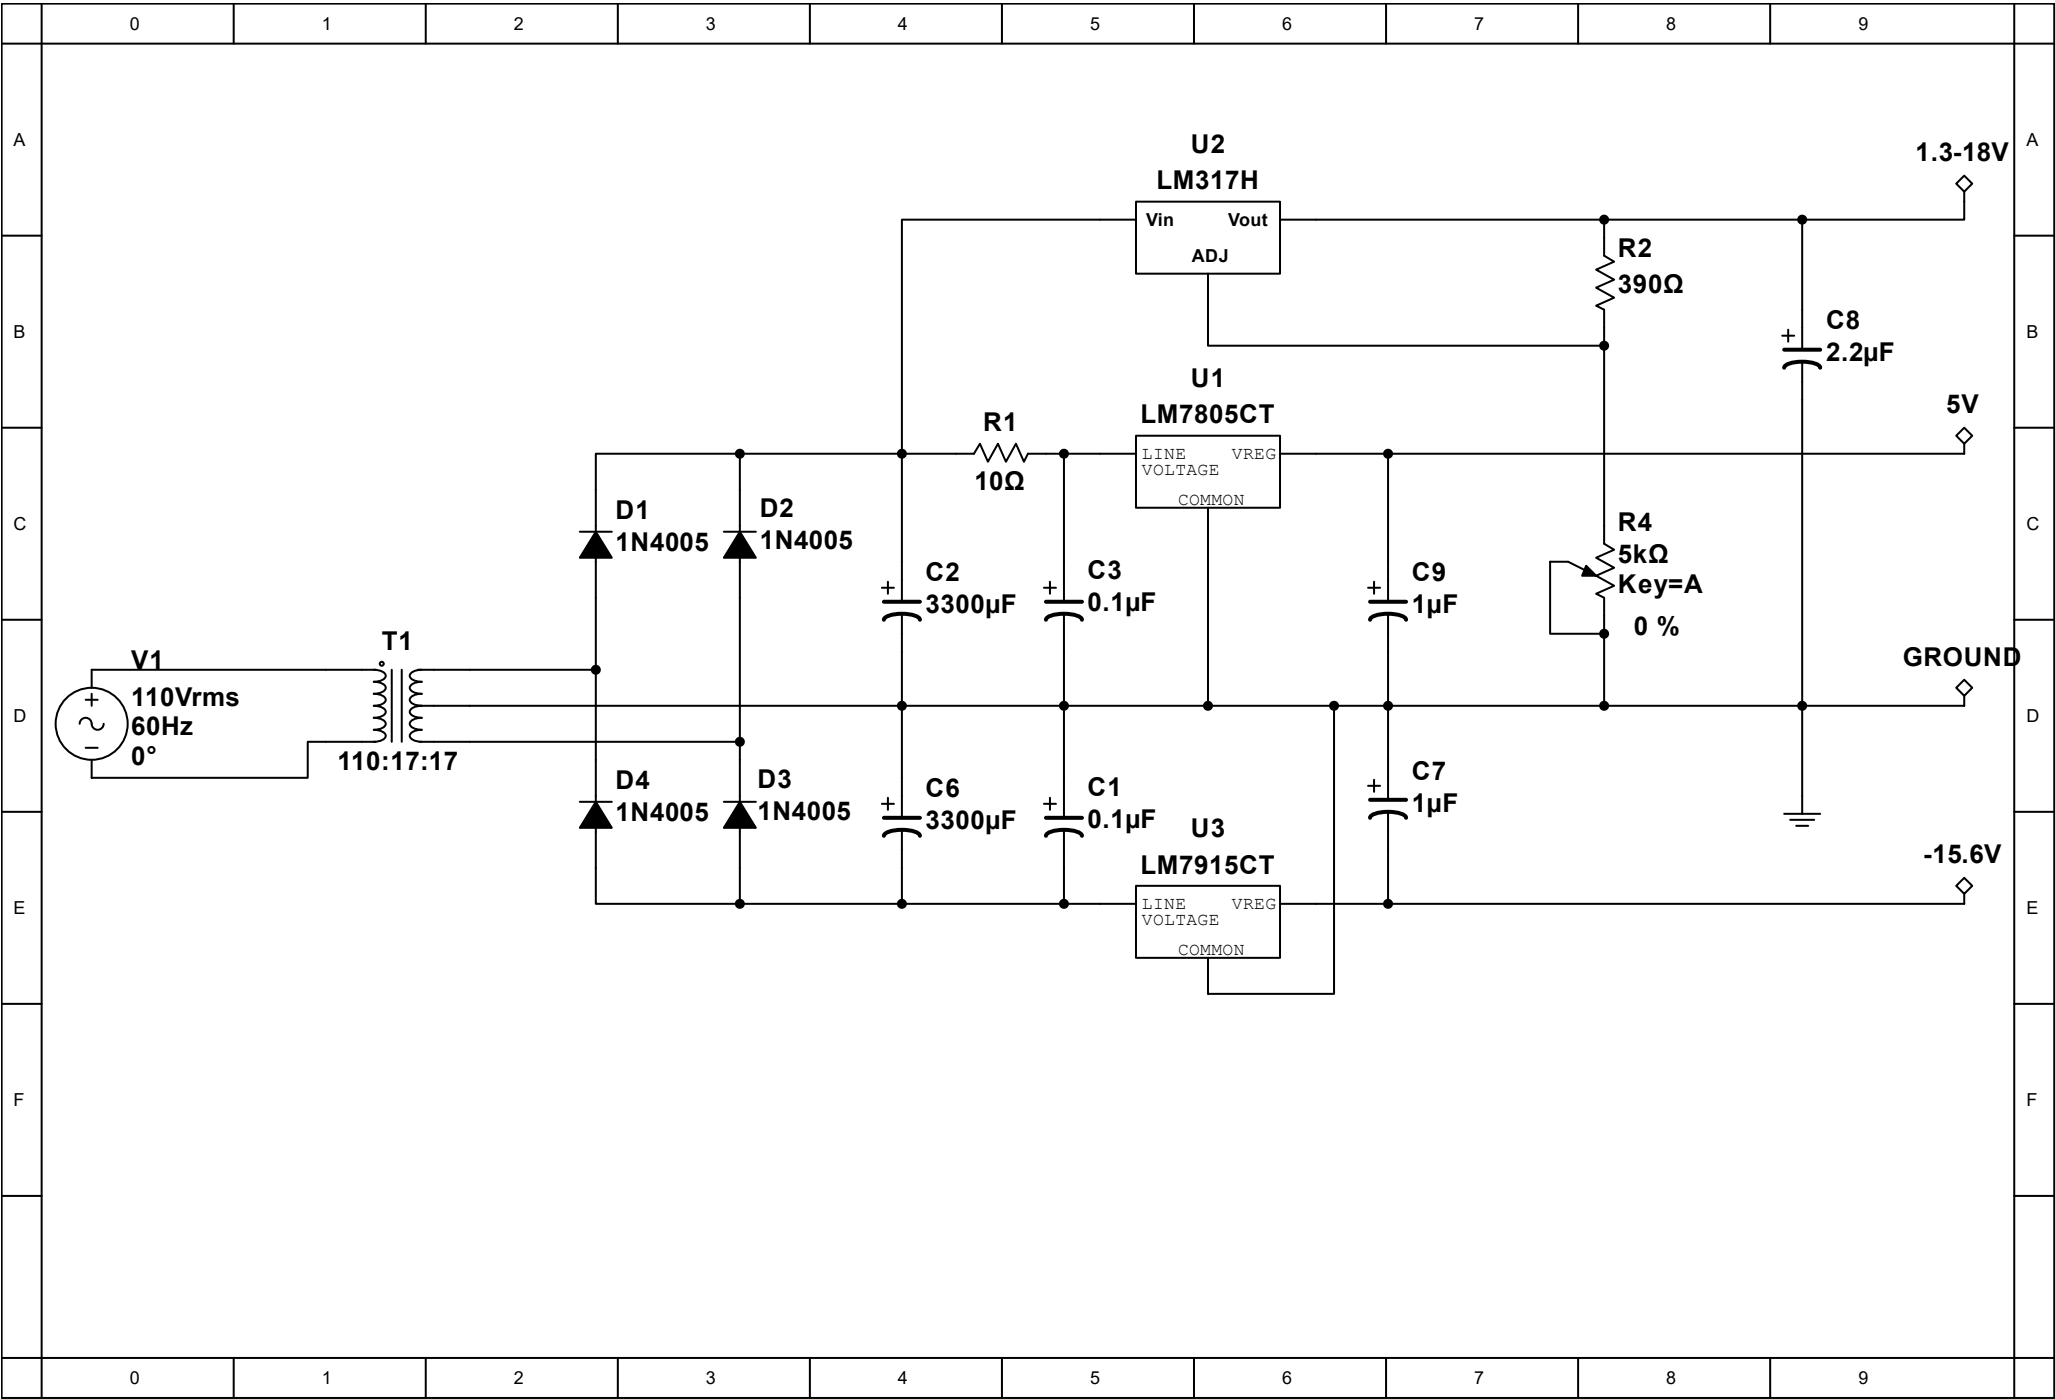 0 1 2 3 4 5 6 7 8 9
A A
U2
LM317H
1.3-18V
Vin Vout
ADJ
R2
390Ω
B B
C8
+
2.2µF
U1
LM7805CT
5V
R1
10Ω
LINE VREG
VOLTAGE
COMMON
C C
D1
1N4005
D2
1N4005
R4
5kΩ
Key=A
0 %
C2
+
3300µF
C3
+
0.1µF
C9
+
1µF
T1
110:17:17
V1
110Vrms
60Hz
0°
+
−
GROUND
D D
D4
1N4005
D3
1N4005
C6
+
3300µF
C1
+
0.1µF
C7
+
1µF
U3
LM7915CT
-15.6V
LINE VREG
VOLTAGE
COMMON
E E
F F
0 1 2 3 4 5 6 7 8 9